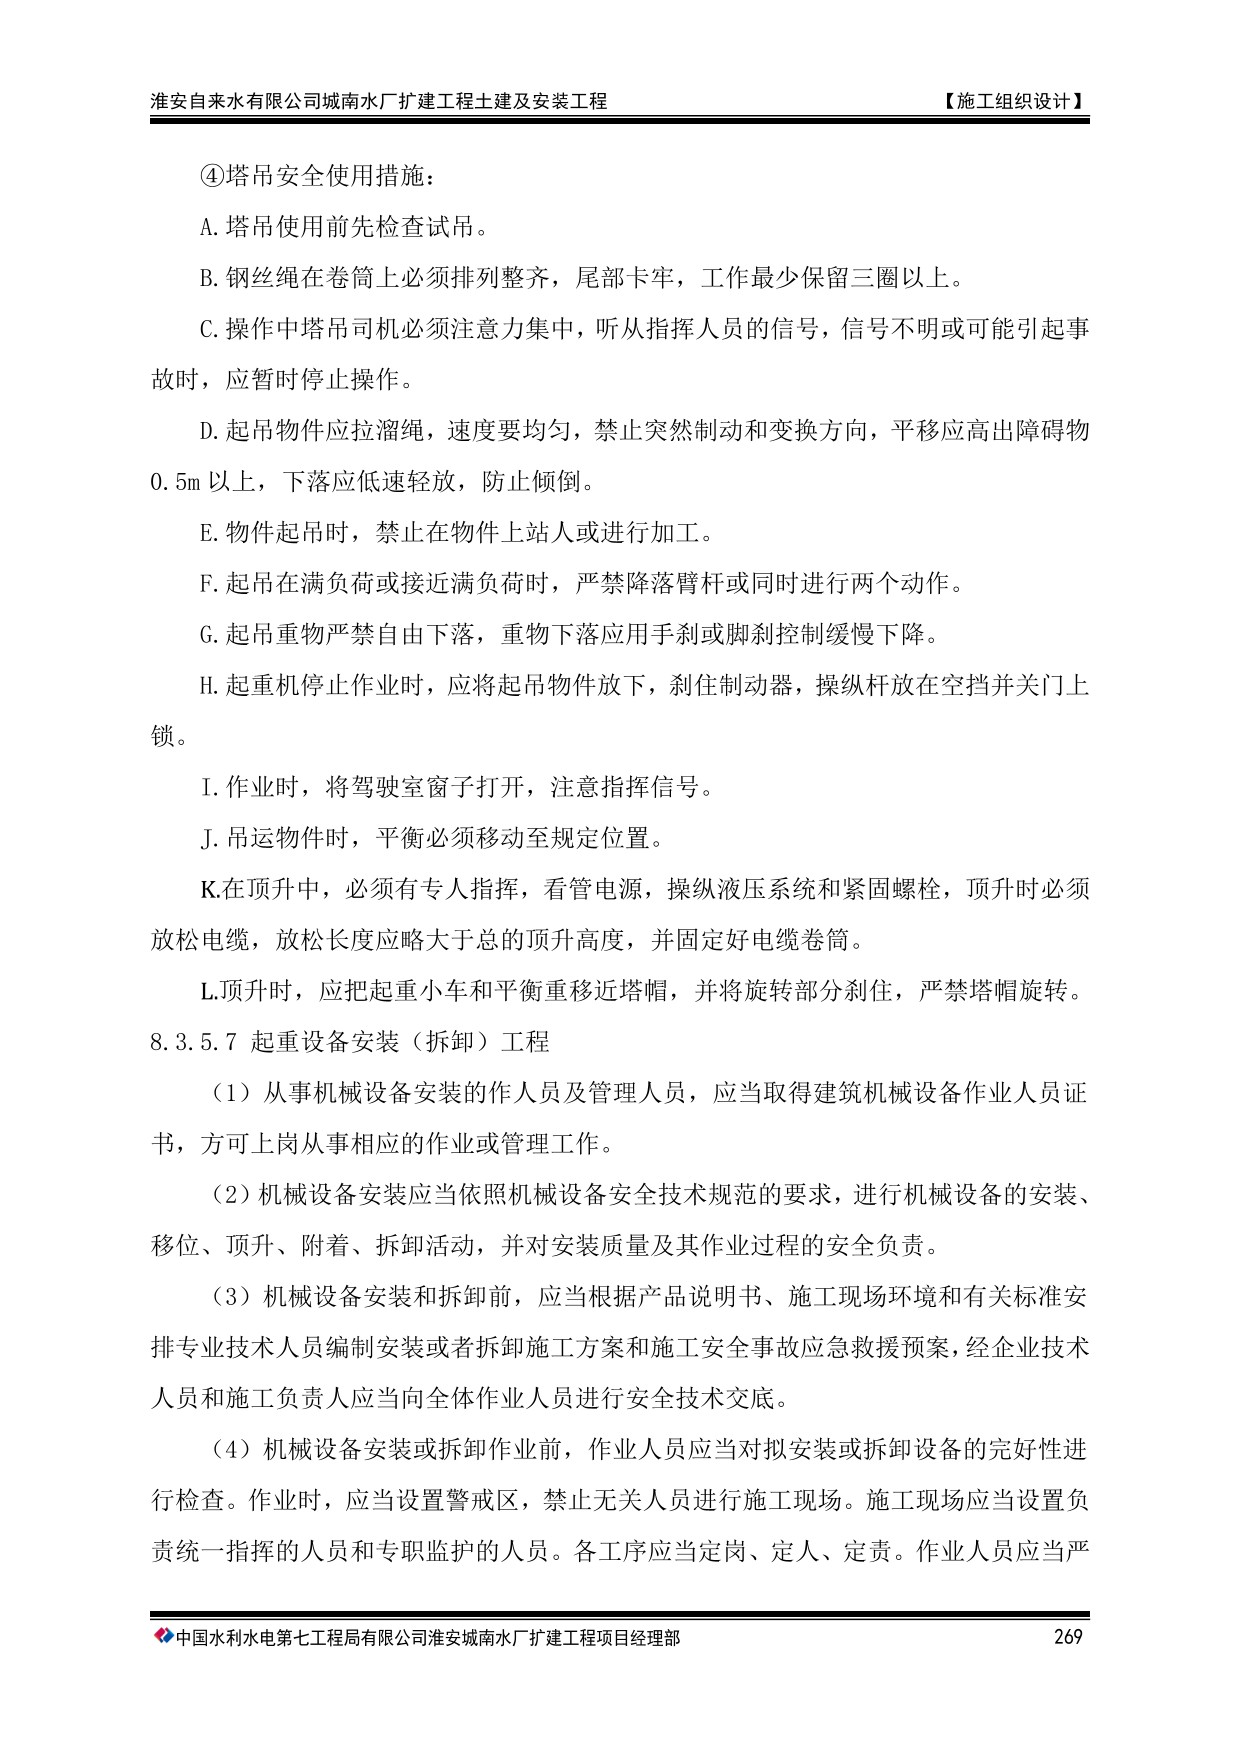 淮安自来水有限公司城南水厂扩建工程土建及安装工程 【施工组织设计】
④塔吊安全使用措施：
A.塔吊使用前先检查试吊。
B.钢丝绳在卷筒上必须排列整齐，尾部卡牢，工作最少保留三圈以上。
C.操作中塔吊司机必须注意力集中，听从指挥人员的信号，信号不明或可能引起事
故时，应暂时停止操作。
D.起吊物件应拉溜绳，速度要均匀，禁止突然制动和变换方向，平移应高出障碍物
0.5m 以上，下落应低速轻放，防止倾倒。
E.物件起吊时，禁止在物件上站人或进行加工。
F.起吊在满负荷或接近满负荷时，严禁降落臂杆或同时进行两个动作。
G.起吊重物严禁自由下落，重物下落应用手刹或脚刹控制缓慢下降。
H.起重机停止作业时，应将起吊物件放下，刹住制动器，操纵杆放在空挡并关门上
锁。
I.作业时，将驾驶室窗子打开，注意指挥信号。
J.吊运物件时，平衡必须移动至规定位置。
K.在顶升中，必须有专人指挥，看管电源，操纵液压系统和紧固螺栓，顶升时必须
放松电缆，放松长度应略大于总的顶升高度，并固定好电缆卷筒。
L.顶升时，应把起重小车和平衡重移近塔帽，并将旋转部分刹住，严禁塔帽旋转。
8.3.5.7 起重设备安装（拆卸）工程
（1）从事机械设备安装的作人员及管理人员，应当取得建筑机械设备作业人员证
书，方可上岗从事相应的作业或管理工作。
（2）机械设备安装应当依照机械设备安全技术规范的要求，进行机械设备的安装、
移位、顶升、附着、拆卸活动，并对安装质量及其作业过程的安全负责。
（3）机械设备安装和拆卸前，应当根据产品说明书、施工现场环境和有关标准安
排专业技术人员编制安装或者拆卸施工方案和施工安全事故应急救援预案，经企业技术
人员和施工负责人应当向全体作业人员进行安全技术交底。
（4）机械设备安装或拆卸作业前，作业人员应当对拟安装或拆卸设备的完好性进
行检查。作业时，应当设置警戒区，禁止无关人员进行施工现场。施工现场应当设置负
责统一指挥的人员和专职监护的人员。各工序应当定岗、定人、定责。作业人员应当严
中国水利水电第七工程局有限公司淮安城南水厂扩建工程项目经理部 269